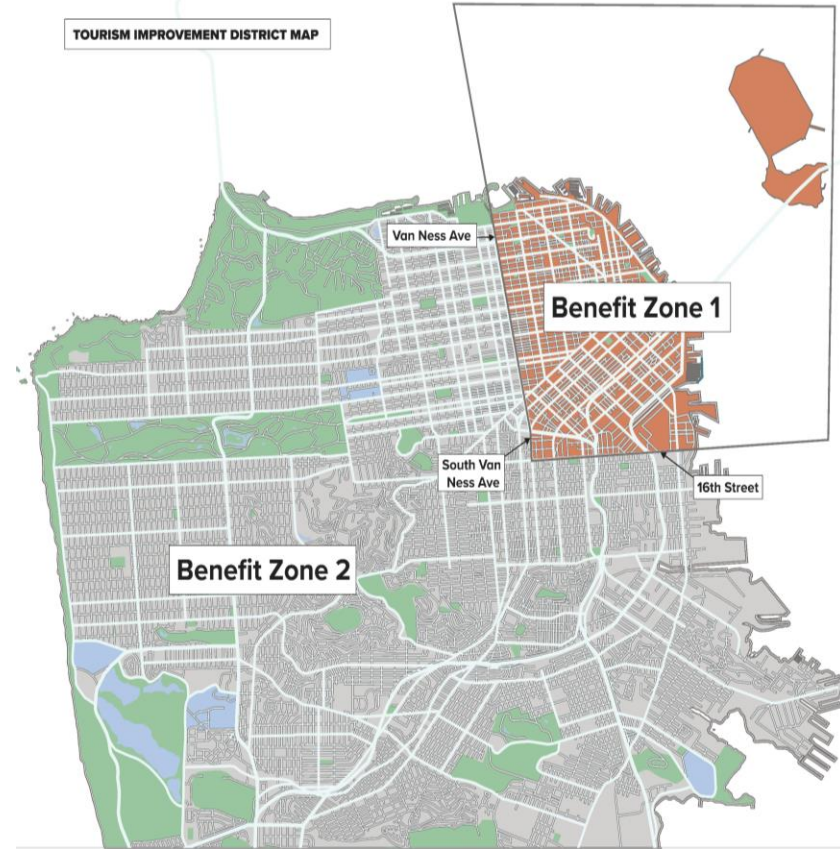 TOURISM IMPROVEMENT DISTRICT MAP
Van Ness Ave
Benefit Zone 1
South Van
Ness Ave
16th Street
Benefit Zone 2